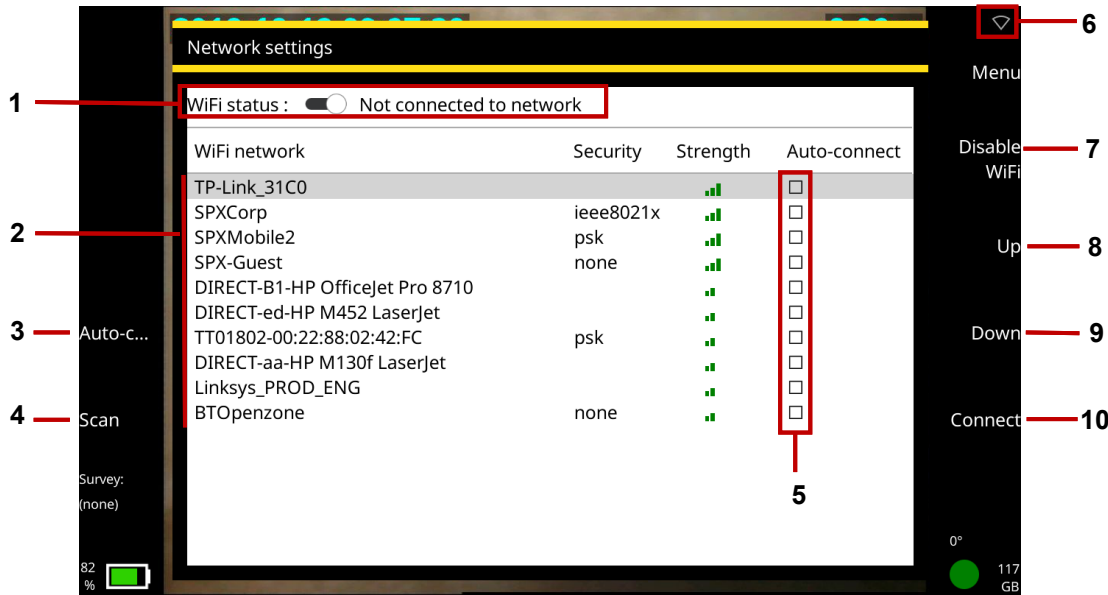 6
Network settings
Menu
1
WiFi status : Not connected to network
WiFi network Security Strength Auto-connect
Disable
WiFi
7
TP-Link_31C0
SPXCorp ieee8021x
2
SPXMobile2 psk
Up
8
SPX-Guest none
DIRECT-B1-HP OfficeJet Pro 8710
DIRECT-ed-HP M452 LaserJet
3
Auto-c...
TT01802-00:22:88:02:42:FC psk
Down
9
DIRECT-aa-HP M130f LaserJet
Linksys_PROD_ENG
4
Scan
BTOpenzone none
Connect
10
Survey:
(none)
5
0°
82
%
117
GB